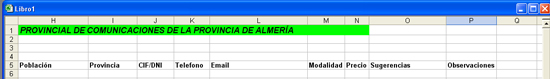 Libro1
H I J K L M N O P Q
1 PROVINCIAL DE COMUNICACIONES DE LA PROVINCIA DE ALMERÍA
2
3
4
5 Población Provincia CIF/DNI Telefono Email Modalidad Precio Sugerencias Observaciones
6